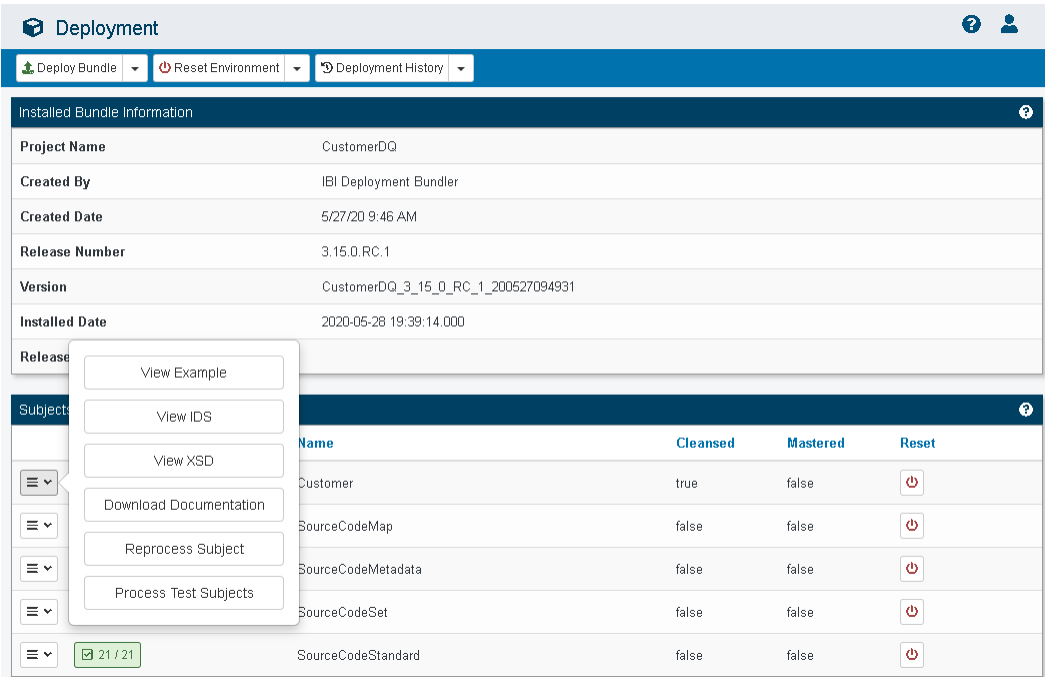 Deployment
Deploy Bundle Reset Environment Deployment History
Installed Bundle Information
Project Name CustomerDQ
Created By IBI Deployment Bundler
Created Date 5/27/20 9:46 AM
Release Number 3.15.0.RC.1
Version CustomerDQ_3_15_0_RC_1_200527094931
Installed Date 2020-05-28 19:39:14.000
Release
View Example
View IDS
View XSD
Download Documentation
Reprocess Subject
Process Test Subjects
Subjects
Name Cleansed Mastered Reset
Customer true false
SourceCodeMap false false
SourceCodeMetadata false false
SourceCodeSet false false
21 / 21 SourceCodeStandard false false